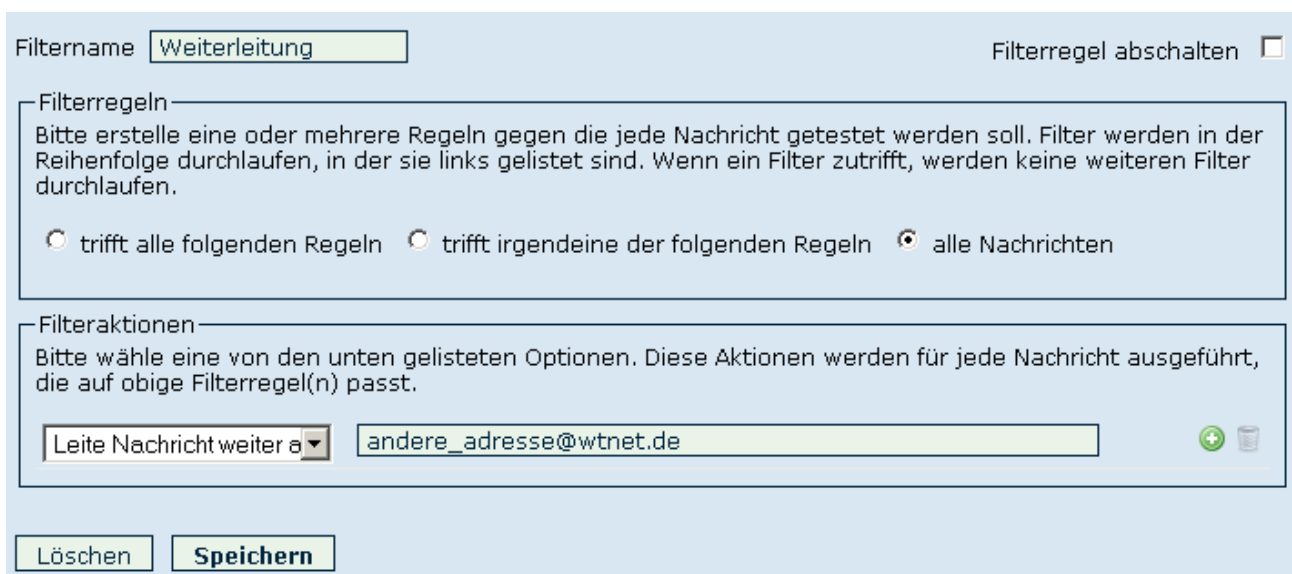 Filtername Weiterleitung Filterregel abschalten
Filterregeln
Bitte erstelle eine oder mehrere Regeln gegen die jede Nachricht getestet werden soll. Filter werden in der
Reihenfolge durchlaufen, in der sie links gelistet sind. Wenn ein Filter zutrifft, werden keine weiteren Filter
durchlaufen.
trifft alle folgenden Regeln trifft irgendeine der folgenden Regeln alle Nachrichten
Filteraktionen
Bitte wähle eine von den unten gelisteten Optionen. Diese Aktionen werden für jede Nachricht ausgeführt,
die auf obige Filterregel(n) passt.
Leite Nachricht weiter a andere_adresse@wtnet.de
Löschen Speichern